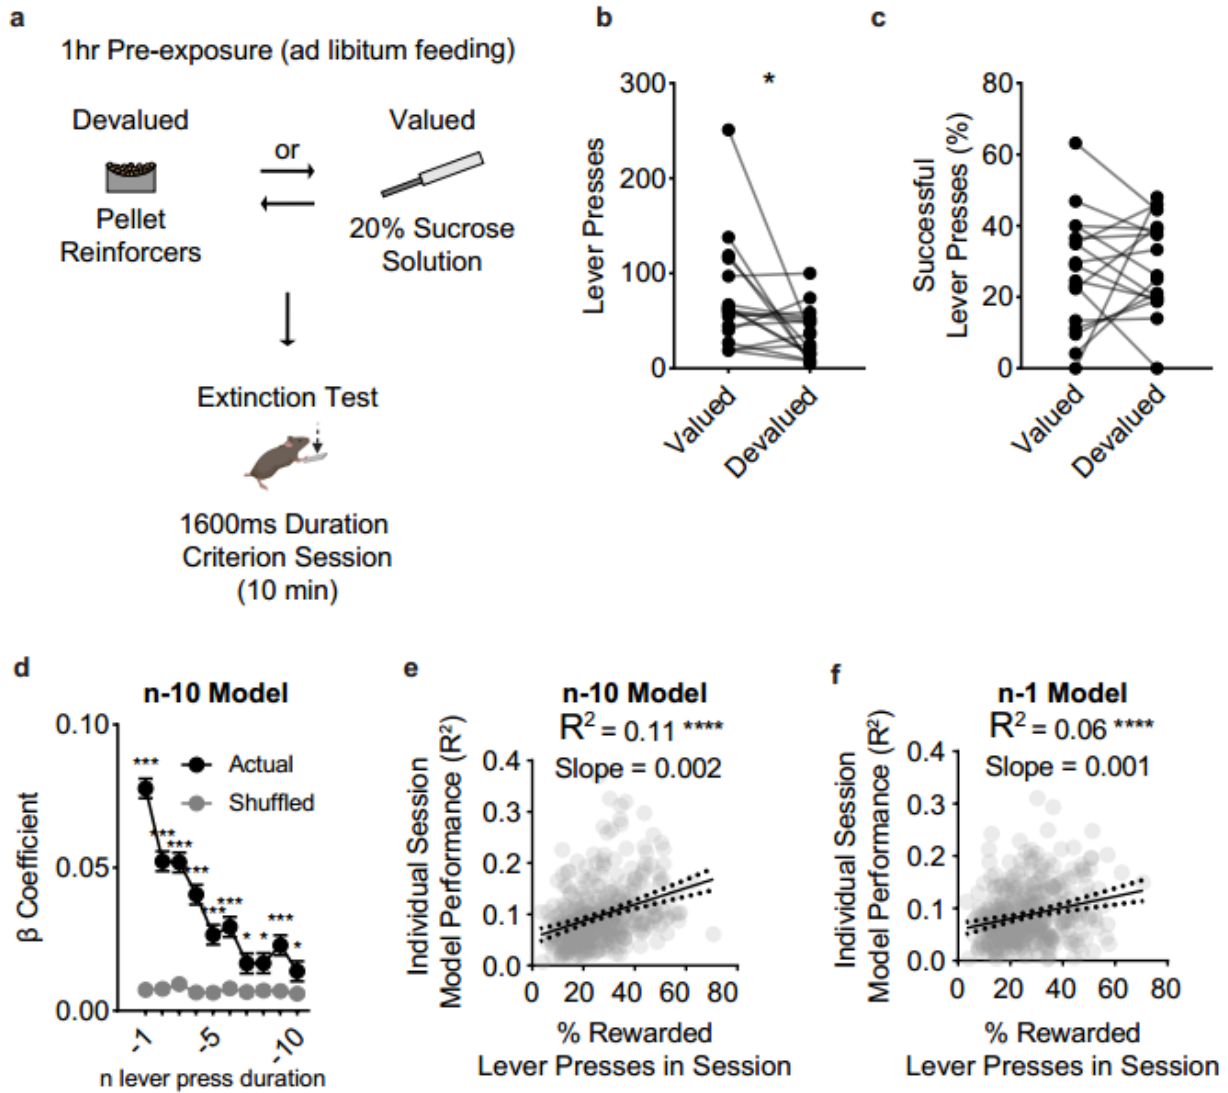 a
1hr Pre-exposure (ad libitum feeding)
Devalued
or
Valued
Pellet
Reinforcers
20% Sucrose
Solution
Extinction Test
1600ms Duration
Criterion Session
(10 min)
b
*
Lever Presses
300
200
100
0
Valued
Devalued
c
Successful
Lever Presses (%)
80
60
40
20
0
Valued
Devalued
d
n-10 Model
β Coefficient
0.10
0.05
0.00
Actual
Shuffled
***
***
***
***
***
***
*
*
***
*
-1
-5
-10
n lever press duration
e
n-10 Model
R² = 0.11 ****
Slope = 0.002
Individual Session
Model Performance (R²)
0.4
0.3
0.2
0.1
0.0
0 20 40 60 80
% Rewarded
Lever Presses in Session
f
n-1 Model
R² = 0.06 ****
Slope = 0.001
Individual Session
Model Performance (R²)
0.4
0.3
0.2
0.1
0.0
0 20 40 60 80
% Rewarded
Lever Presses in Session